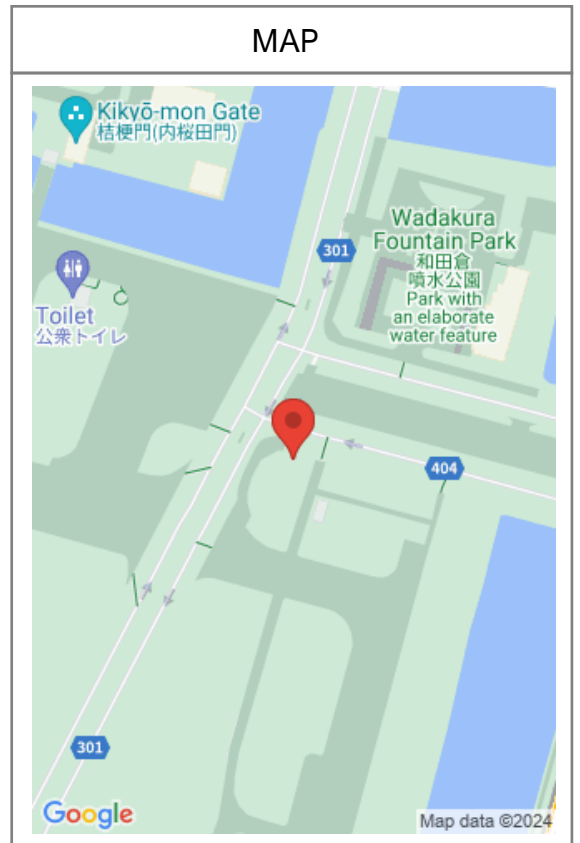 MAP
Kikyō-mon Gate
桔梗門(内桜田門)
301
Wadakura
Fountain Park
和田倉
噴水公園
Park with
an elaborate
water feature
Toilet
公衆トイレ
404
301
Google
Map data ©2024